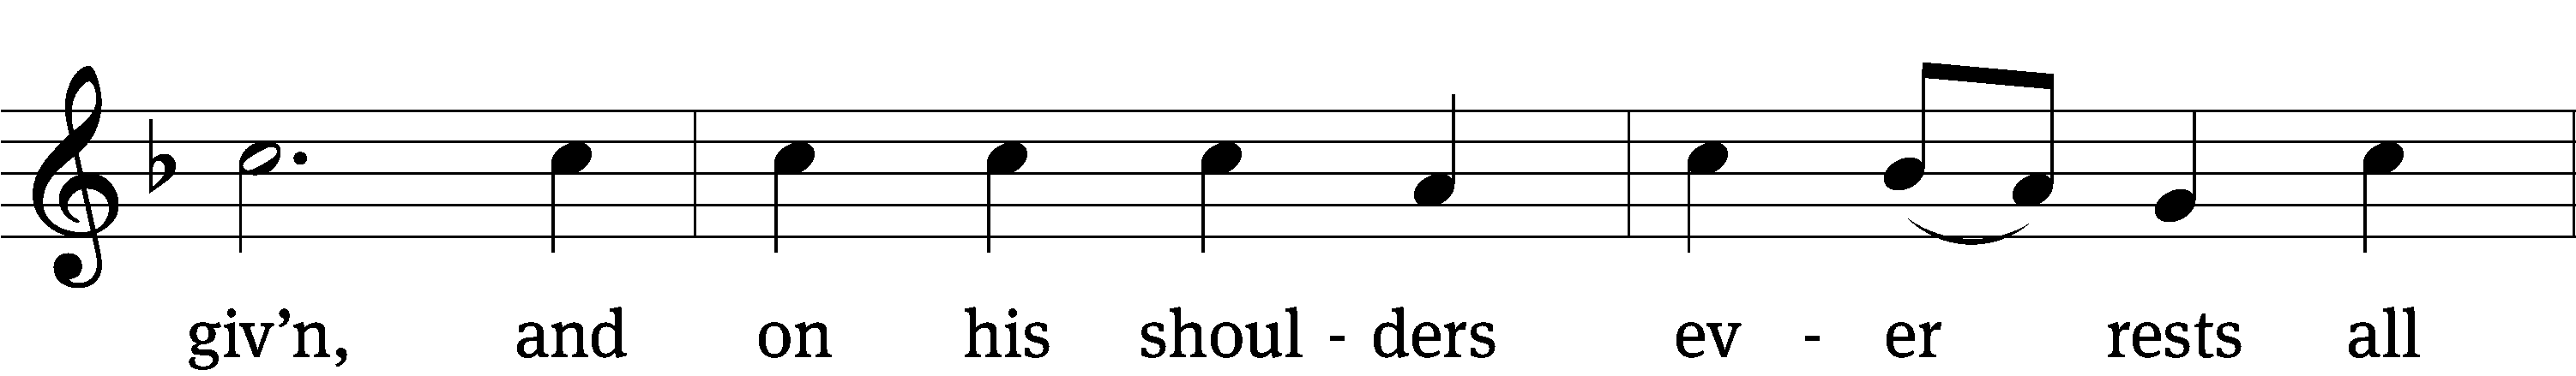 giv’n, and on his shoul - ders ev - er rests all